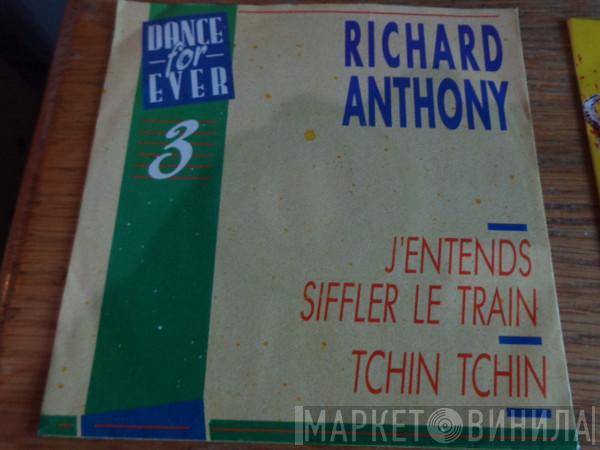 DANCE
for
EVER
3
RICHARD
ANTHONY
J'ENTENDS
SIFFLER LE TRAIN
TCHIN TCHIN
МАРКЕТ ВИНИЛА